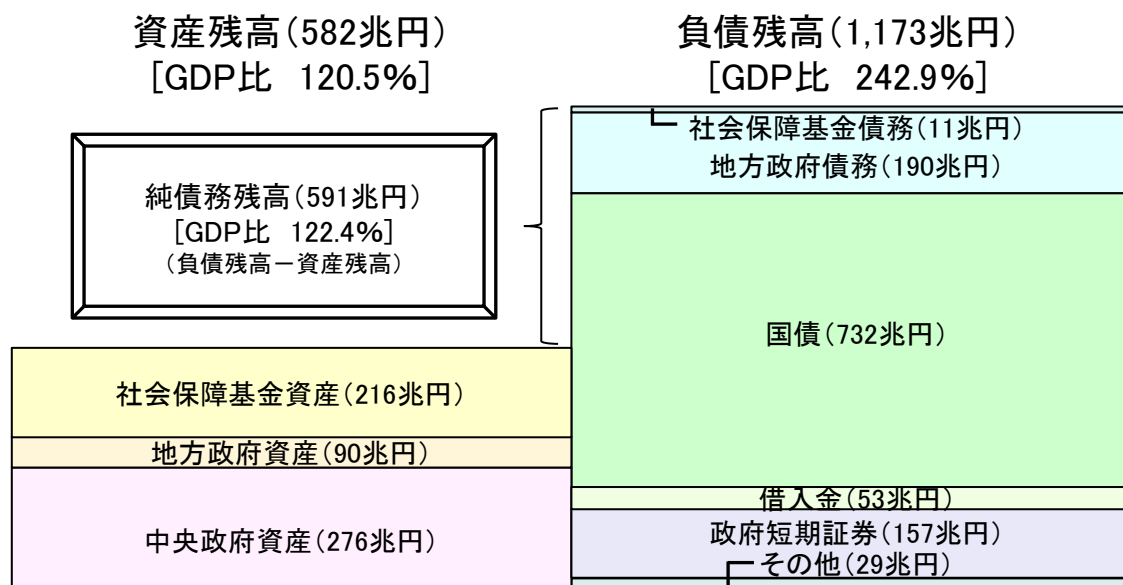 資産残高（582兆円）
［GDP比　120.5％］
純債務残高（591兆円）
［GDP比　122.4％］
（負債残高－資産残高）
社会保障基金資産（216兆円）
地方政府資産（90兆円）
中央政府資産（276兆円）
負債残高（1,173兆円）
［GDP比　242.9％］
社会保障基金債務（11兆円）
地方政府債務（190兆円）
国債（732兆円）
借入金（53兆円）
政府短期証券（157兆円）
その他（29兆円）